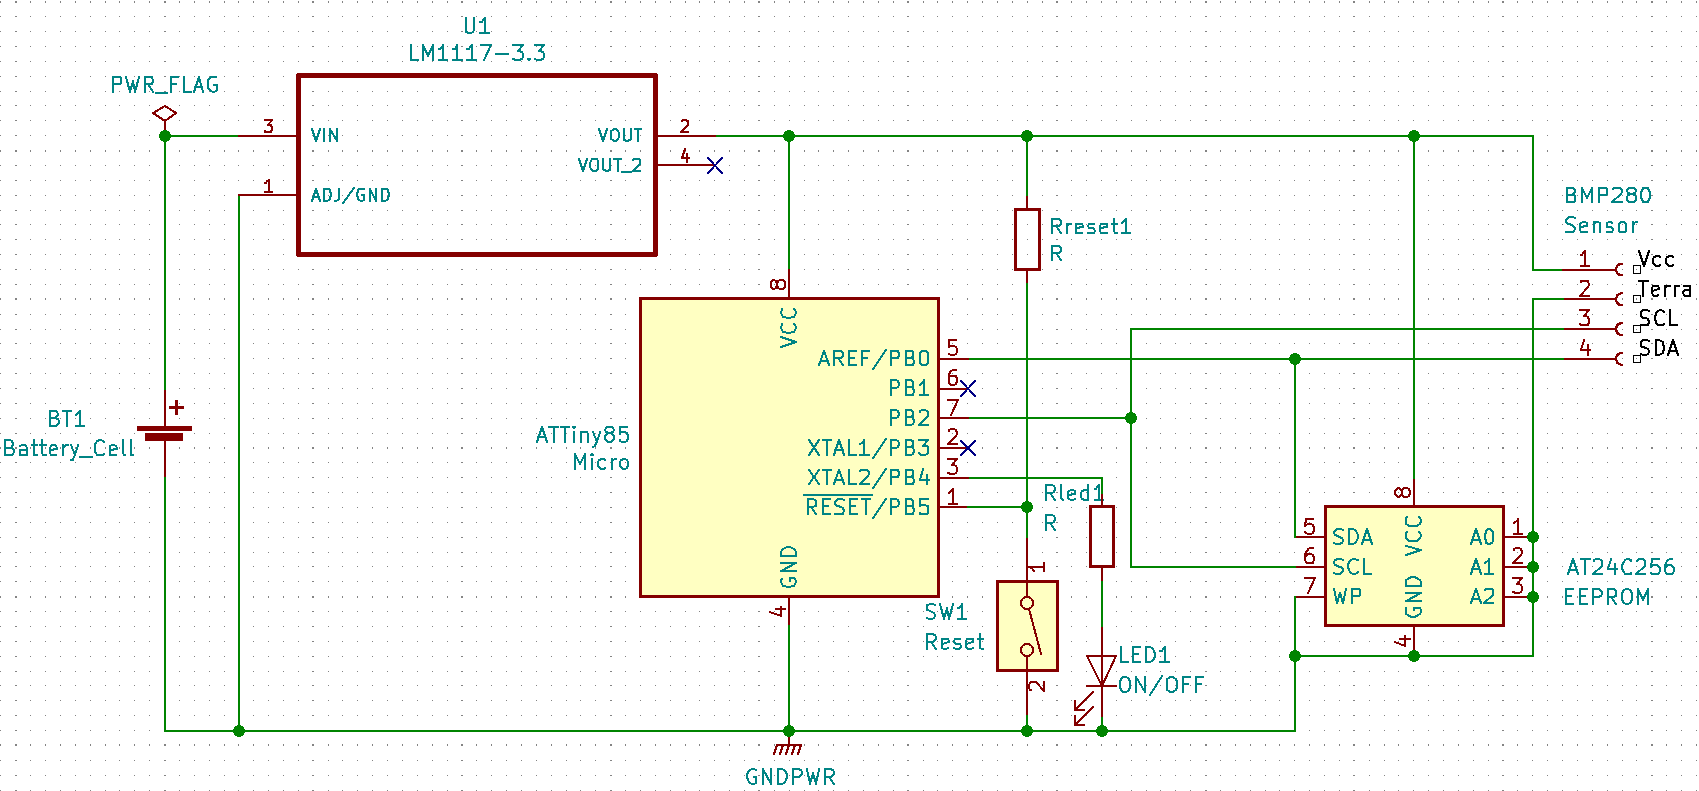 U1
LM1117-3.3
PWR_FLAG
3
VIN
VOUT
2
VOUT_2
4
1
ADJ/GND
BMP280
Sensor
1
Vcc
2
Terra
3
SCL
4
SDA
Rreset1
R
8
VCC
AREF/PB0
5
PB1
6
PB2
7
XTAL1/PB3
2
XTAL2/PB4
3
RESET/PB5
1
GND
4
ATTiny85
Micro
BT1
+
Battery_Cell
Rled1
R
8
VCC
5
SDA
6
SCL
7
WP
GND
4
A0
1
A1
2
A2
3
AT24C256
EEPROM
SW1
Reset
1
2
LED1
ON/OFF
GNDPWR